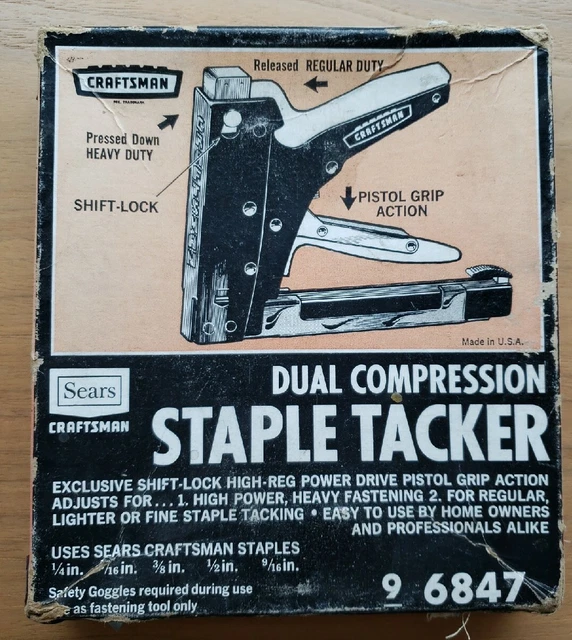 CRAFTSMAN
REG. TRADEMARK
Released REGULAR DUTY
CRAFTSMAN
Pressed Down
HEAVY DUTY
SHIFT-LOCK
PISTOL GRIP
ACTION
Made in U.S.A.
Sears
CRAFTSMAN
DUAL COMPRESSION
STAPLE TACKER
EXCLUSIVE SHIFT-LOCK HIGH-REG POWER DRIVE PISTOL GRIP ACTION
ADJUSTS FOR... 1. HIGH POWER, HEAVY FASTENING 2. FOR REGULAR,
LIGHTER OR FINE STAPLE TACKING • EASY TO USE BY HOME OWNERS
AND PROFESSIONALS ALIKE
USES SEARS CRAFTSMAN STAPLES
1/4 in. /16 in. 3/8 in. 1/2 in. 9/16 in.
Safety Goggles required during use
as fastening tool only
9 6847